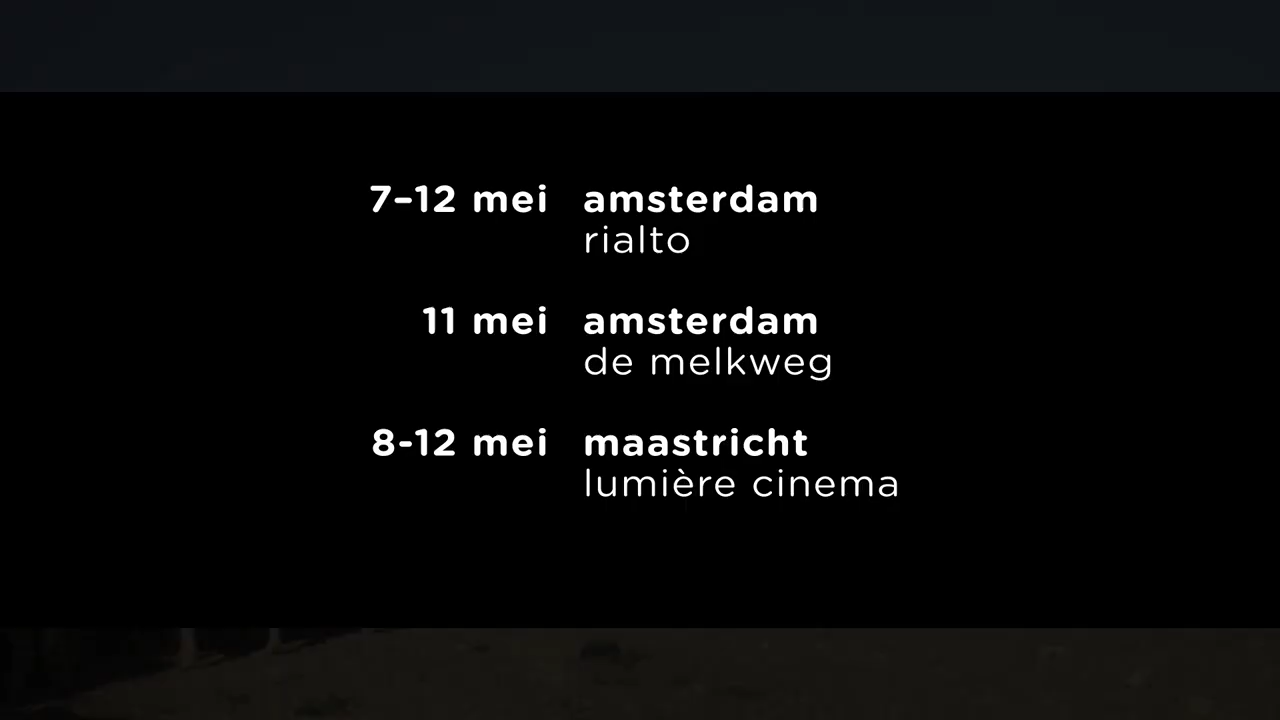 7–12 mei amsterdam
rialto
11 mei amsterdam
de melkweg
8-12 mei maastricht
lumière cinema